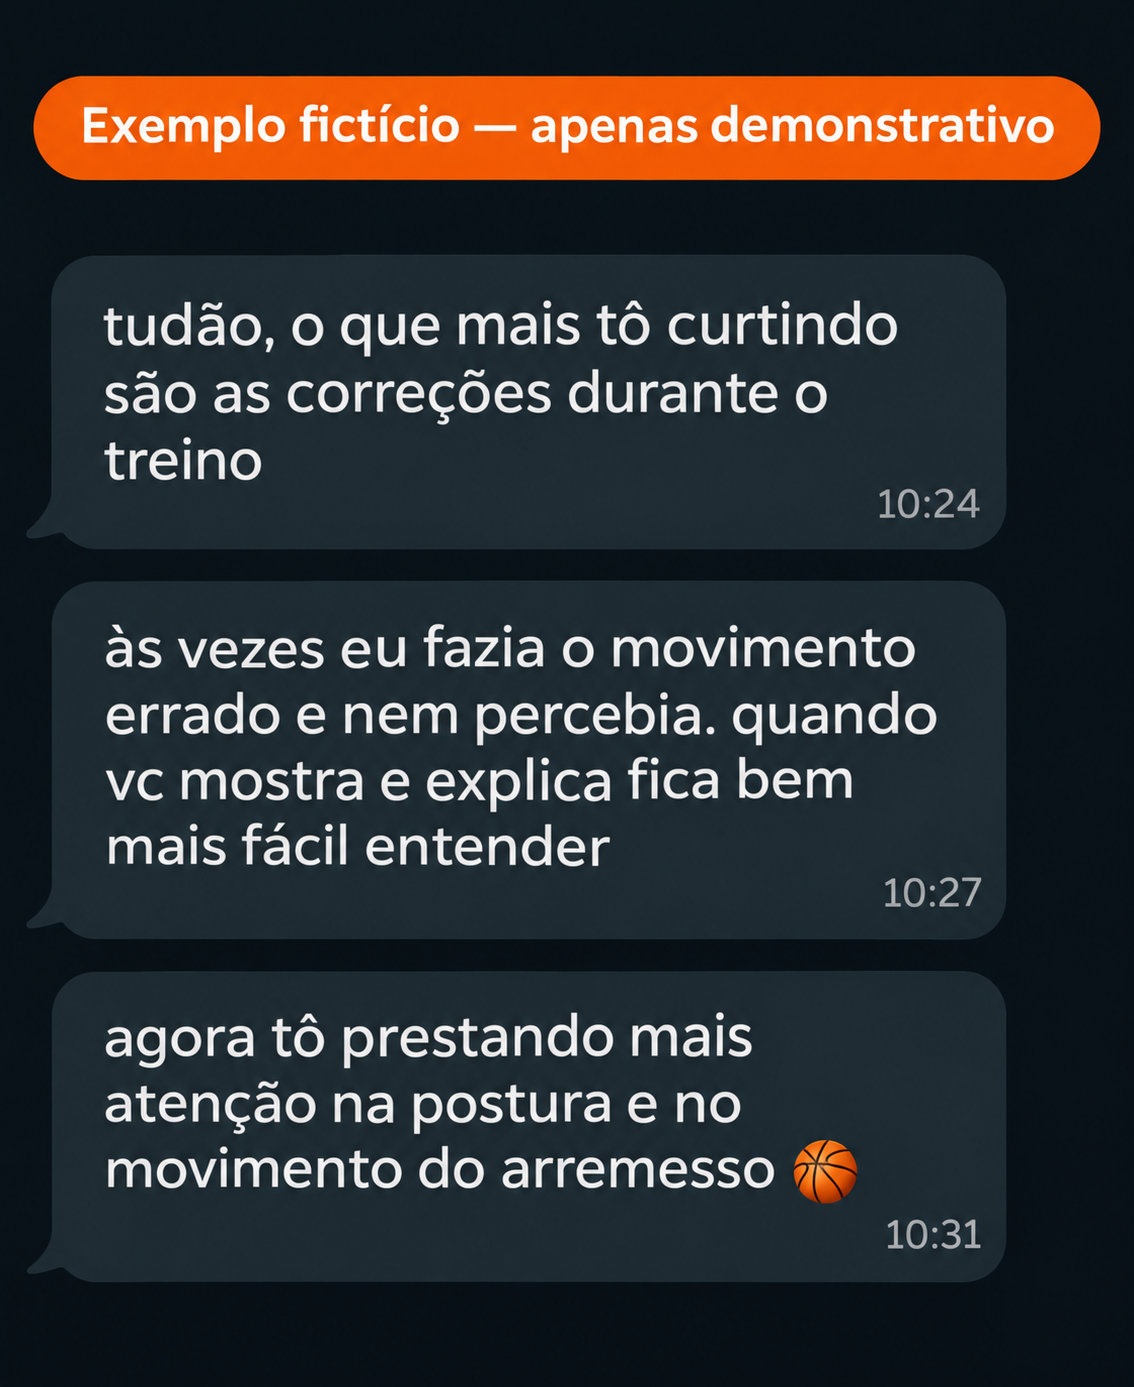 Exemplo fictício — apenas demonstrativo
tudão, o que mais tô curtindo
são as correções durante o
treino
10:24
às vezes eu fazia o movimento
errado e nem percebia. quando
vc mostra e explica fica bem
mais fácil entender
10:27
agora tô prestando mais
atenção na postura e no
movimento do arremesso 🏀
10:31